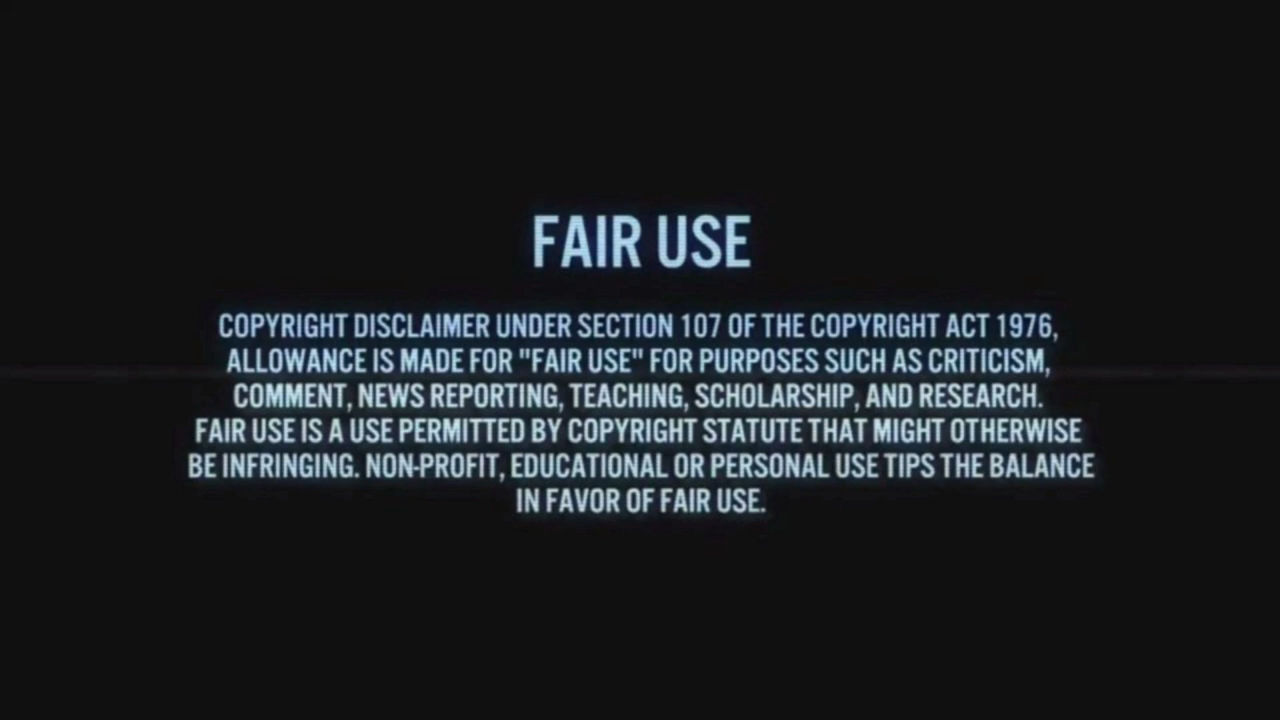 FAIR USE
COPYRIGHT DISCLAIMER UNDER SECTION 107 OF THE COPYRIGHT ACT 1976,
ALLOWANCE IS MADE FOR "FAIR USE" FOR PURPOSES SUCH AS CRITICISM,
COMMENT, NEWS REPORTING, TEACHING, SCHOLARSHIP, AND RESEARCH.
FAIR USE IS A USE PERMITTED BY COPYRIGHT STATUTE THAT MIGHT OTHERWISE
BE INFRINGING. NON-PROFIT, EDUCATIONAL OR PERSONAL USE TIPS THE BALANCE
IN FAVOR OF FAIR USE.